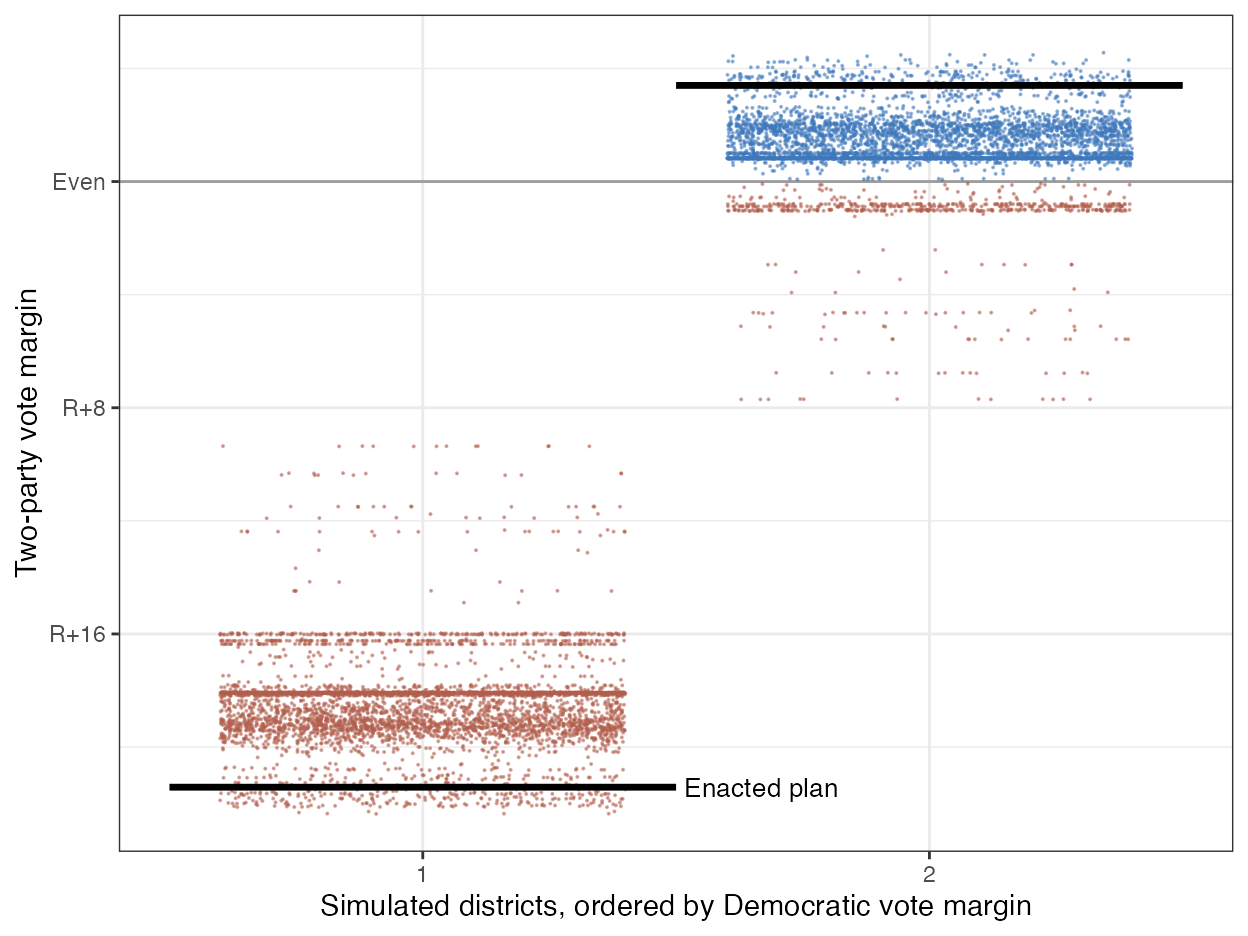 Two-party vote margin
Even
R+8
R+16
Enacted plan
1
2
Simulated districts, ordered by Democratic vote margin